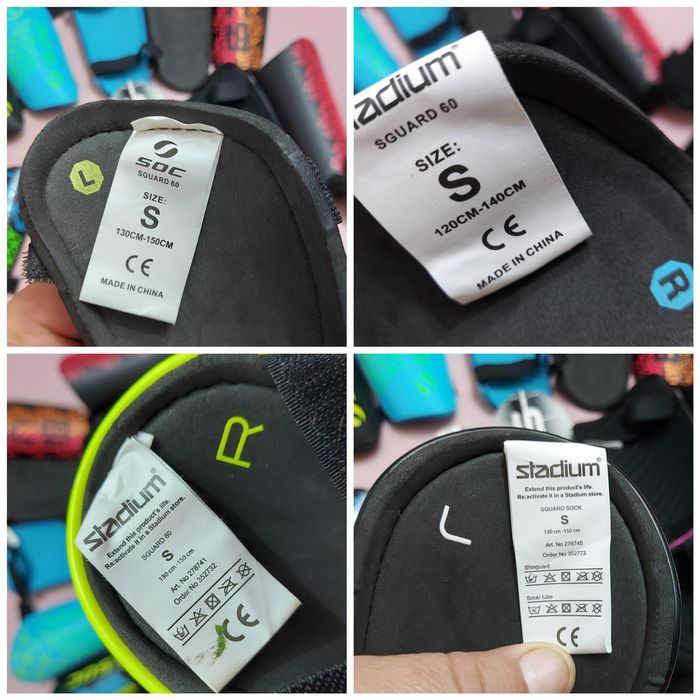 L
SOC
SGUARD 60
SIZE:
S
130CM-150CM
CE
MADE IN CHINA
stadium®
SGUARD 60
SIZE:
S
120CM-140CM
CE
MADE IN CHINA
R
R
stadium®
Extend this product's life.
Re:activate it in a Stadium store.
SGUARD 60
S
130 cm -150 cm
Art. No 278741
Order No 352732
CE
L
stadium®
Extend this product's life.
Re:activate it in a Stadium store.
SGUARD SOCK
S
130 cm -150 cm
Art. No 278745
Order No 352773
Shinguard
Sock/ tube
CE